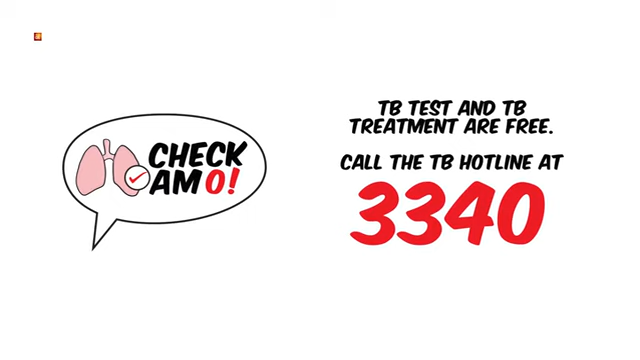 CHECK
AM O!
TB TEST AND TB
TREATMENT ARE FREE.
CALL THE TB HOTLINE AT
3340